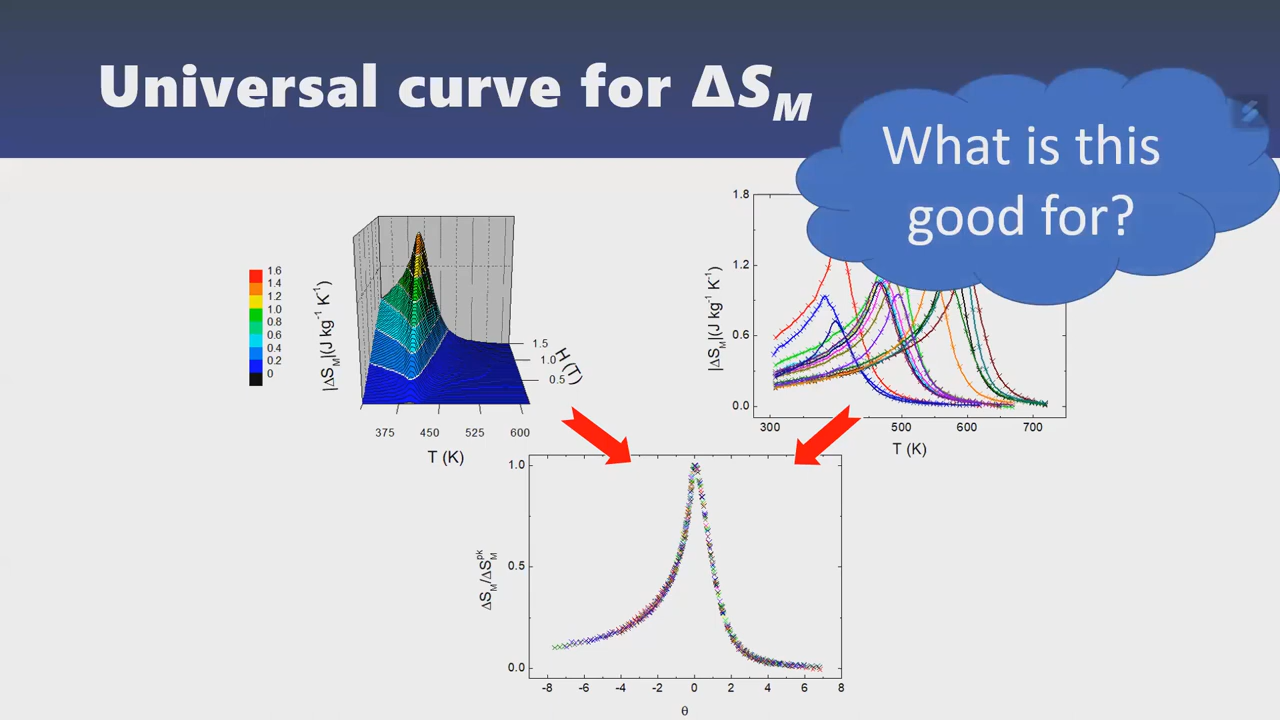 Universal curve for ΔS_M
What is this
good for?
1.6
1.4
1.2
1.0
0.8
0.6
0.4
0.2
0
|ΔS_M|(J kg⁻¹ K⁻¹)
1.5
1.0
0.5
H(T)
375 450 525 600
T (K)
1.8
1.2
0.6
0.0
|ΔS_M|(J kg⁻¹ K⁻¹)
300 500 600 700
T (K)
1.0
0.5
0.0
ΔS_M/ΔS_M^pk
-8 -6 -4 -2 0 2 4 6 8
θ